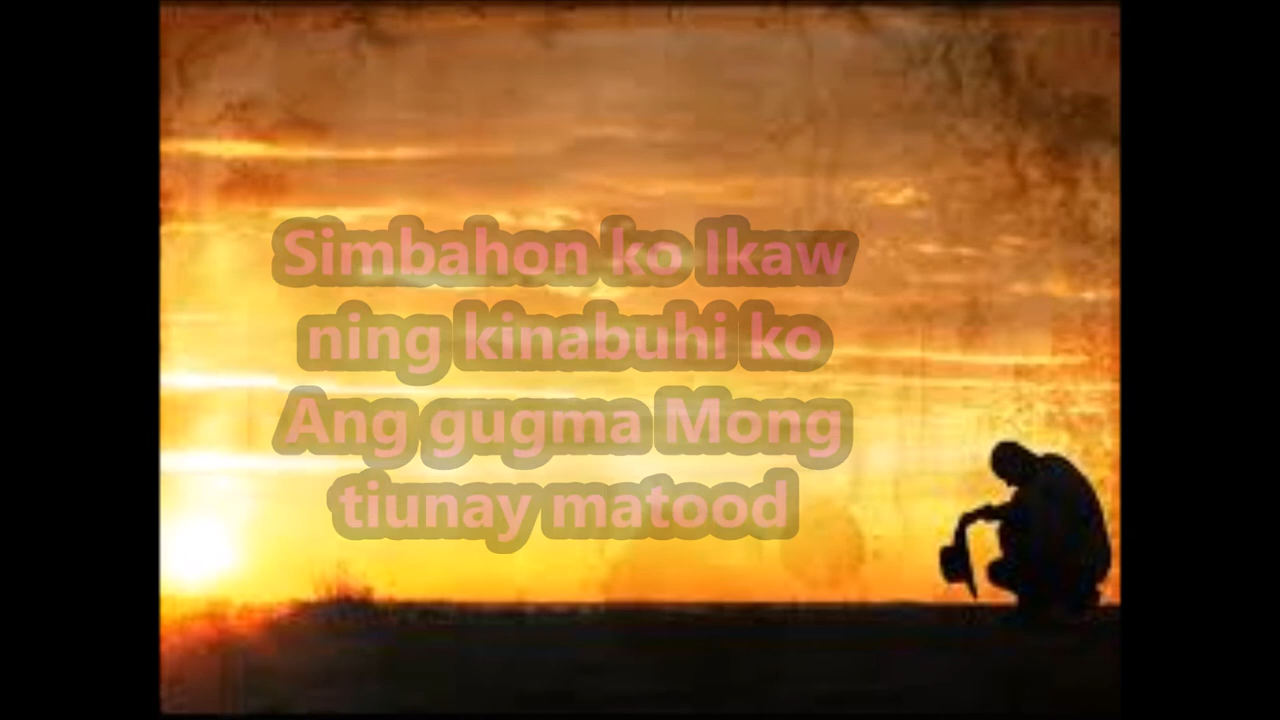 Simbahon ko Ikaw
ning kinabuhi ko
Ang gugma Mong
tiunay matood